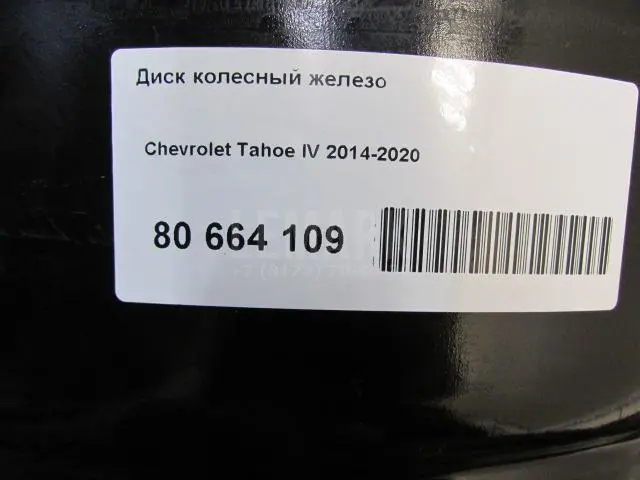 Диск колесный железо
Chevrolet Tahoe IV 2014-2020
80 664 109